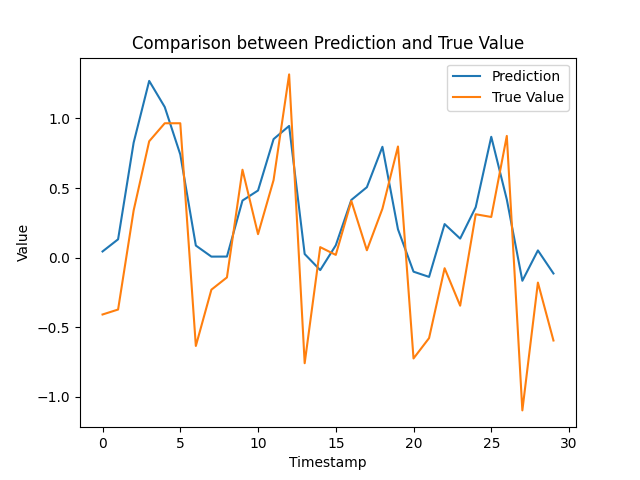 Comparison between Prediction and True Value
Prediction
True Value
1.0
0.5
0.0
−0.5
−1.0
Value
0 5 10 15 20 25 30
Timestamp